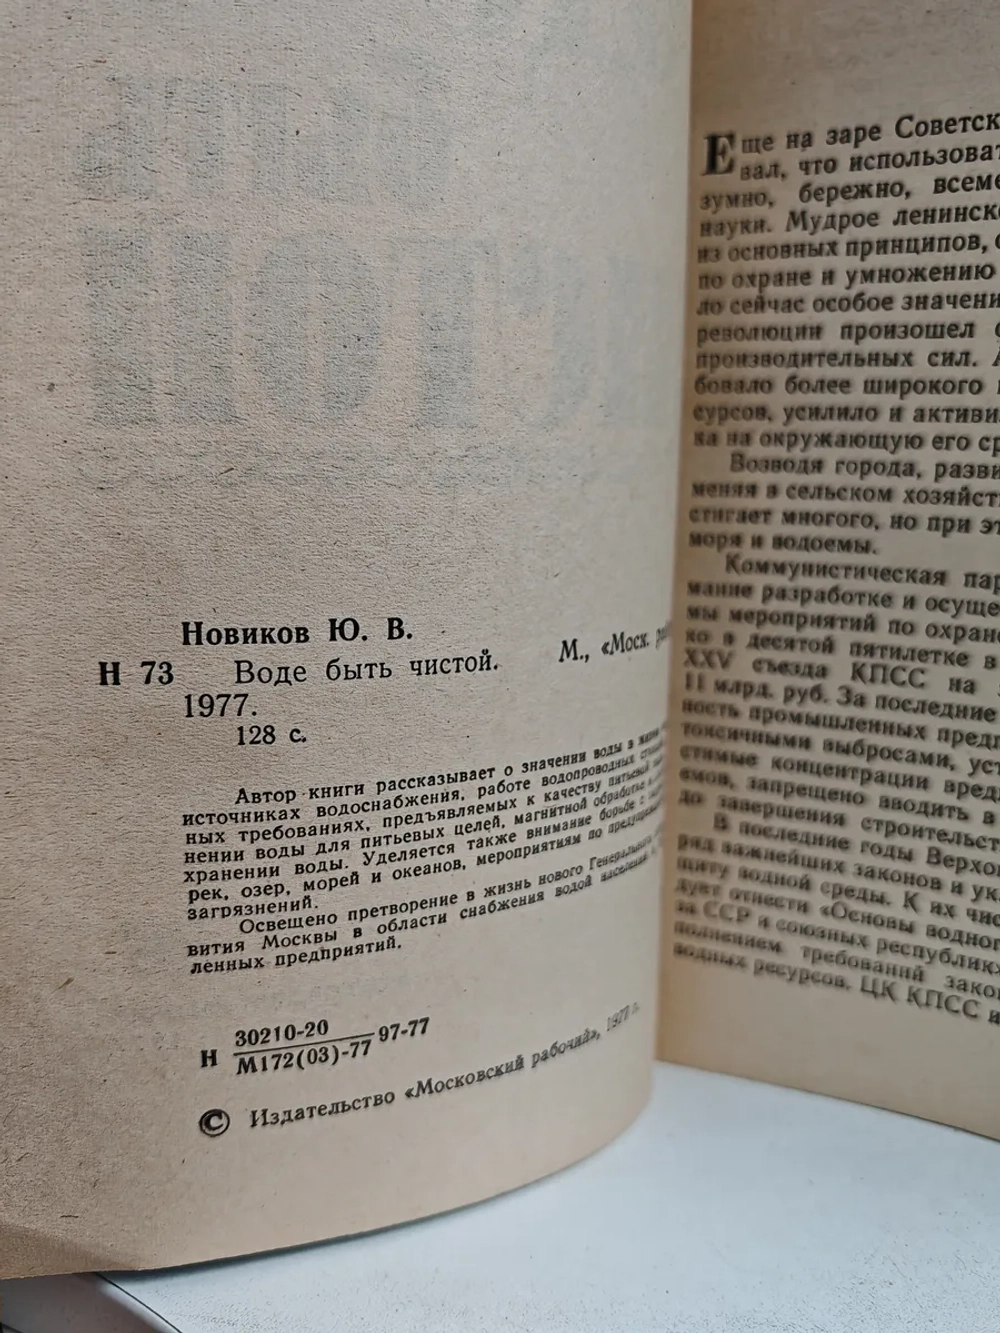 Новиков Ю. В.
Н 73 Воде быть чистой. М., «Моск.
1977.
128 с.
Автор книги рассказывает о значении воды в жизни
источниках водоснабжения, работе водопроводных
ных требованиях, предъявляемых к качеству питьевой
нении воды для питьевых целей, магнитной обработке
хранении воды. Уделяется также внимание борьбе с
рек, озер, морей и океанов, мероприятиям по
загрязнений.
Освещено претворение в жизнь нового Генерального
вития Москвы в области снабжения водой населения
ленных предприятий.
Н 30210-20
М172(03)-77 97-77
© Издательство «Московский рабочий», 1977 г.
Еще на заре Советск
вал, что использоват
зумно, бережно, всеме
науки. Мудрое ленинско
из основных принципов, с
по охране и умножению
ло сейчас особое значени
революции произошел
производительных сил. А
бовало более широкого
сурсов, усилило и активи
ка на окружающую его ср
Возводя города, разви
меняя в сельском хозяйст
стигает многого, но при эт
моря и водоемы.
Коммунистическая пар
мание разработке и осуще
мы мероприятий по охране
ко в десятой пятилетке в
XXV съезда КПСС на
11 млрд. руб. За последние
ность промышленных предп
токсичными выбросами, уст
стимые концентрации вред
емов, запрещено вводить в
до завершения строительст
В последние годы Верхо
ряд важнейших законов и ук
щиту водной среды. К их чис
дует отнести «Основы водног
за ССР и союзных республик
полнением требований зако
водных ресурсов. ЦК КПСС и